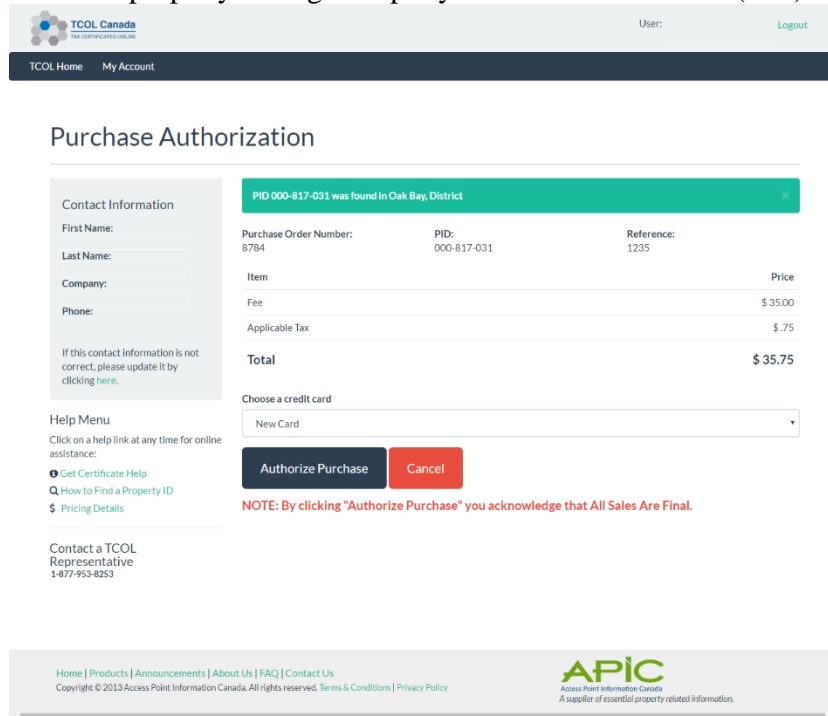 TCOL Canada
TAX CERTIFICATES ONLINE
User:
Logout
TCOL Home My Account
Purchase Authorization
Contact Information
First Name:
Last Name:
Company:
Phone:
If this contact information is not
correct, please update it by
clicking here.
Help Menu
Click on a help link at any time for online
assistance:
Get Certificate Help
How to Find a Property ID
$ Pricing Details
Contact a TCOL
Representative
1-877-953-8253
PID 000-817-031 was found in Oak Bay, District ×
Purchase Order Number: PID: Reference:
8784 000-817-031 1235
Item Price
Fee $ 35.00
Applicable Tax $ .75
Total $ 35.75
Choose a credit card
New Card
Authorize Purchase Cancel
NOTE: By clicking "Authorize Purchase" you acknowledge that All Sales Are Final.
Home | Products | Announcements | About Us | FAQ | Contact Us
Copyright © 2013 Access Point Information Canada. All rights reserved. Terms & Conditions | Privacy Policy
APIC
Access Point Information Canada
A supplier of essential property related information.